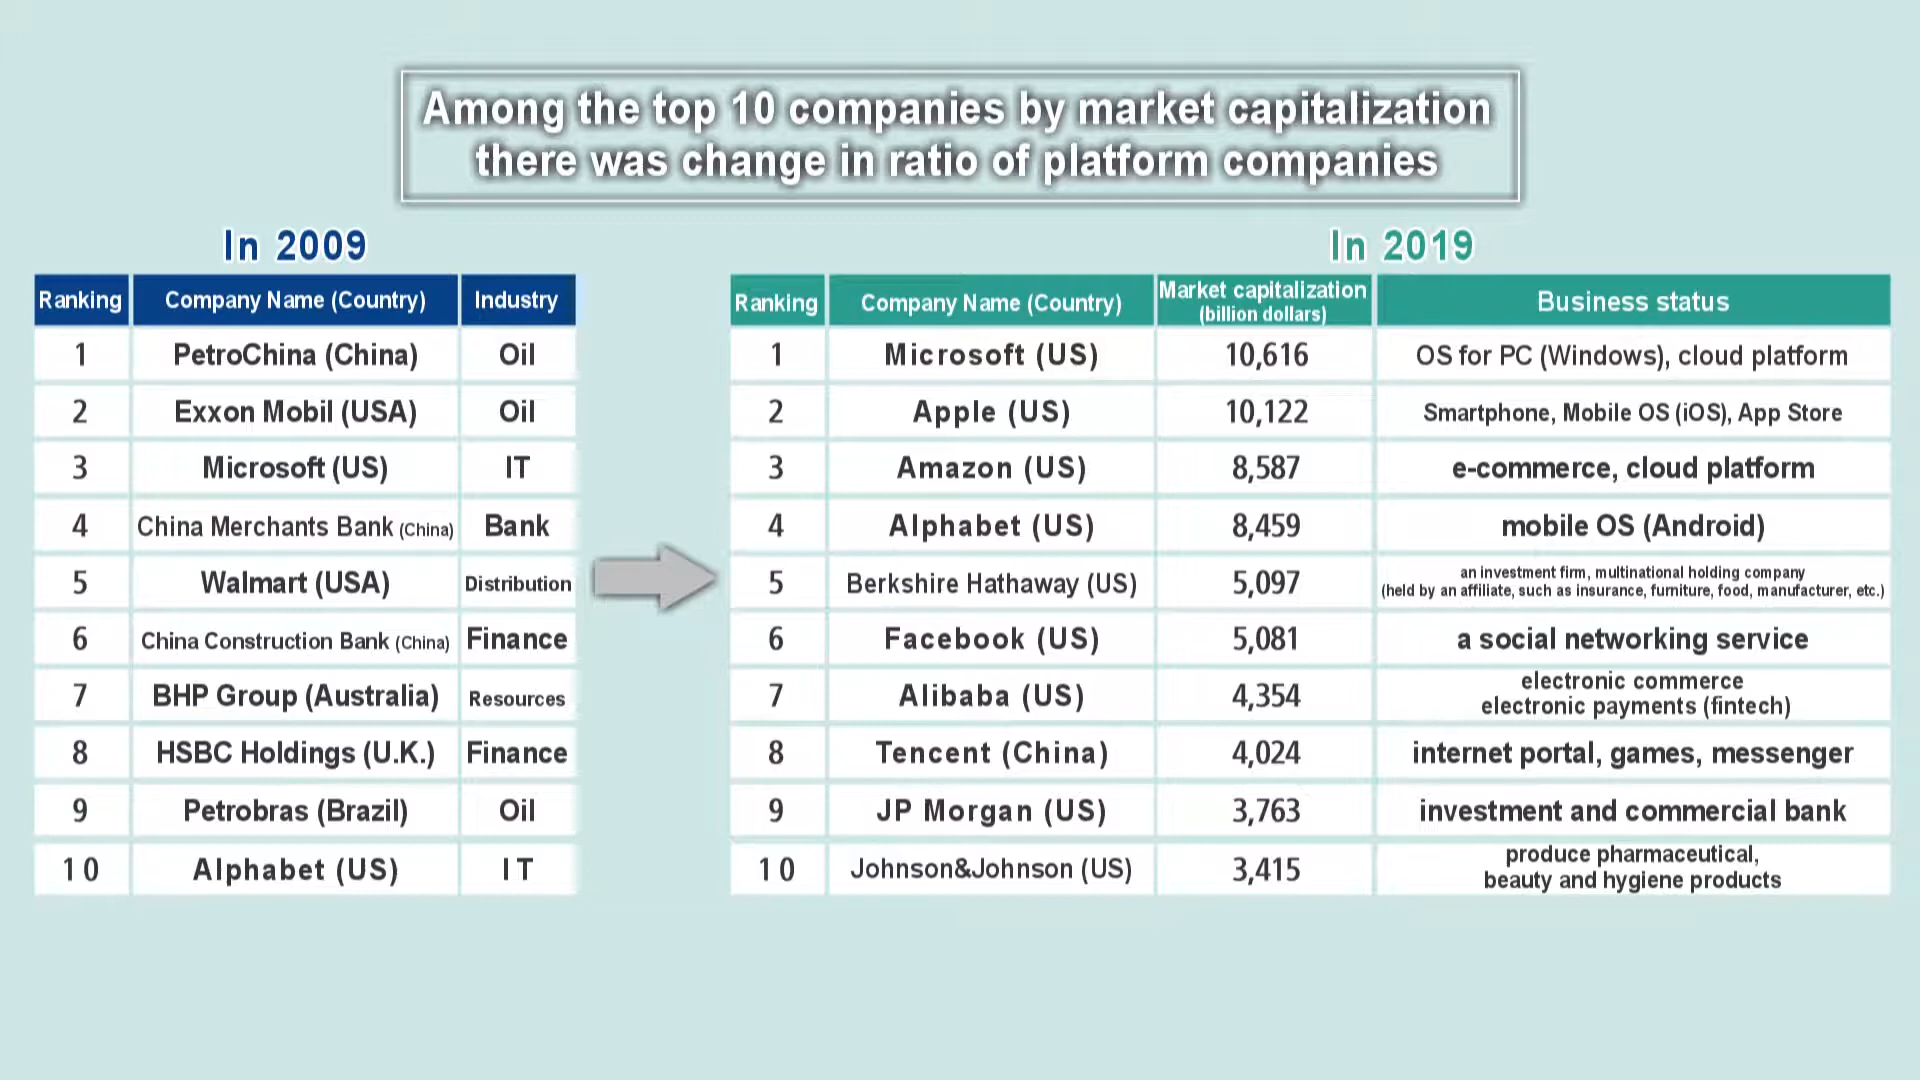 Among the top 10 companies by market capitalization
there was change in ratio of platform companies
In 2009
Ranking Company Name (Country) Industry
1 PetroChina (China) Oil
2 Exxon Mobil (USA) Oil
3 Microsoft (US) IT
4 China Merchants Bank (China) Bank
5 Walmart (USA) Distribution
6 China Construction Bank (China) Finance
7 BHP Group (Australia) Resources
8 HSBC Holdings (U.K.) Finance
9 Petrobras (Brazil) Oil
10 Alphabet (US) IT
In 2019
Ranking Company Name (Country) Market capitalization (billion dollars) Business status
1 Microsoft (US) 10,616 OS for PC (Windows), cloud platform
2 Apple (US) 10,122 Smartphone, Mobile OS (iOS), App Store
3 Amazon (US) 8,587 e-commerce, cloud platform
4 Alphabet (US) 8,459 mobile OS (Android)
5 Berkshire Hathaway (US) 5,097 an investment firm, multinational holding company
(held by an affiliate, such as insurance, furniture, food, manufacturer, etc.)
6 Facebook (US) 5,081 a social networking service
7 Alibaba (US) 4,354 electronic commerce
electronic payments (fintech)
8 Tencent (China) 4,024 internet portal, games, messenger
9 JP Morgan (US) 3,763 investment and commercial bank
10 Johnson&Johnson (US) 3,415 produce pharmaceutical,
beauty and hygiene products